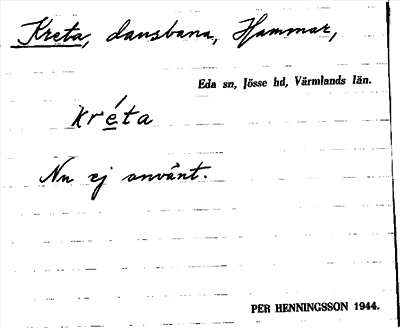 Kreta, dansbana, Hammar,
Eda sn, Jösse hd, Värmlands län.
kréta
Nu ej använt.
PER HENNINGSSON 1944.